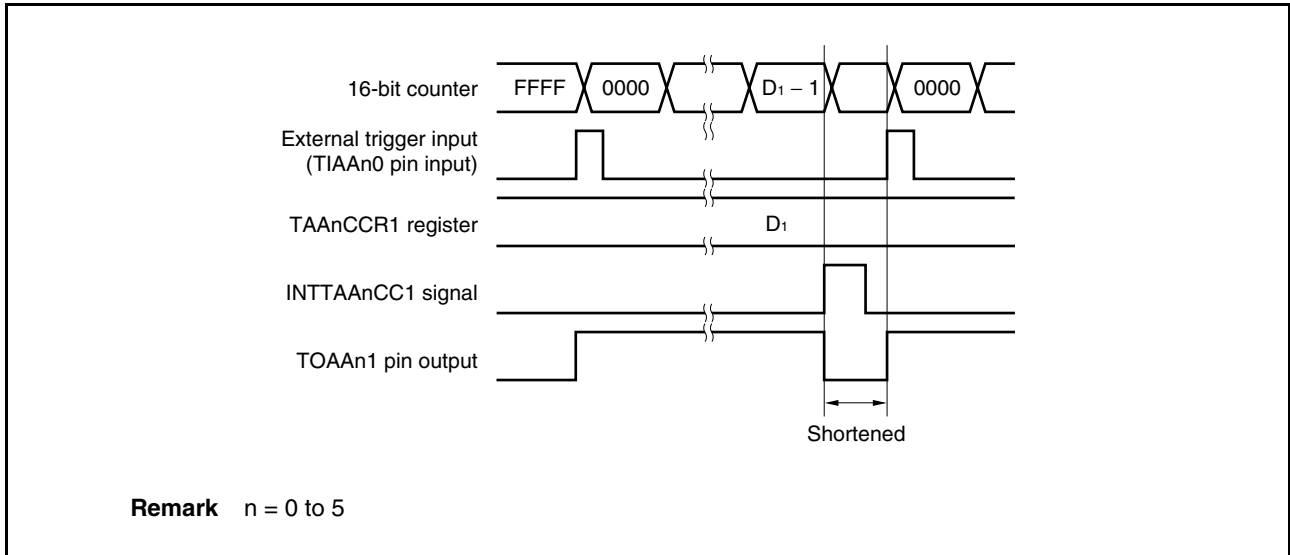 16-bit counter FFFF 0000 D₁ − 1 0000
External trigger input
(TIAAn0 pin input)
TAAnCCR1 register D₁
INTTAAnCC1 signal
TOAAn1 pin output
Shortened
Remark n = 0 to 5